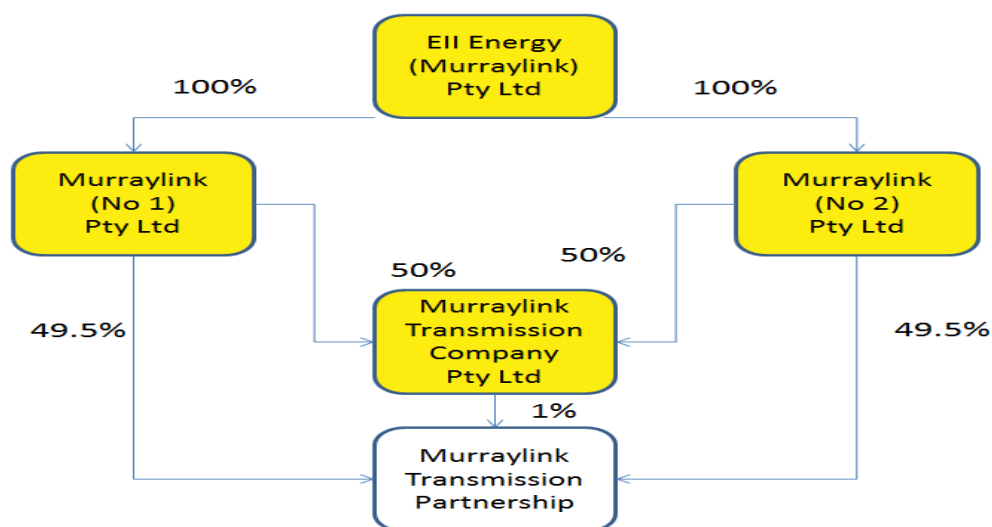 EII Energy
(Murraylink)
Pty Ltd
100%
100%
Murraylink
(No 1)
Pty Ltd
Murraylink
(No 2)
Pty Ltd
50%
50%
49.5%
49.5%
Murraylink
Transmission
Company
Pty Ltd
1%
Murraylink
Transmission
Partnership